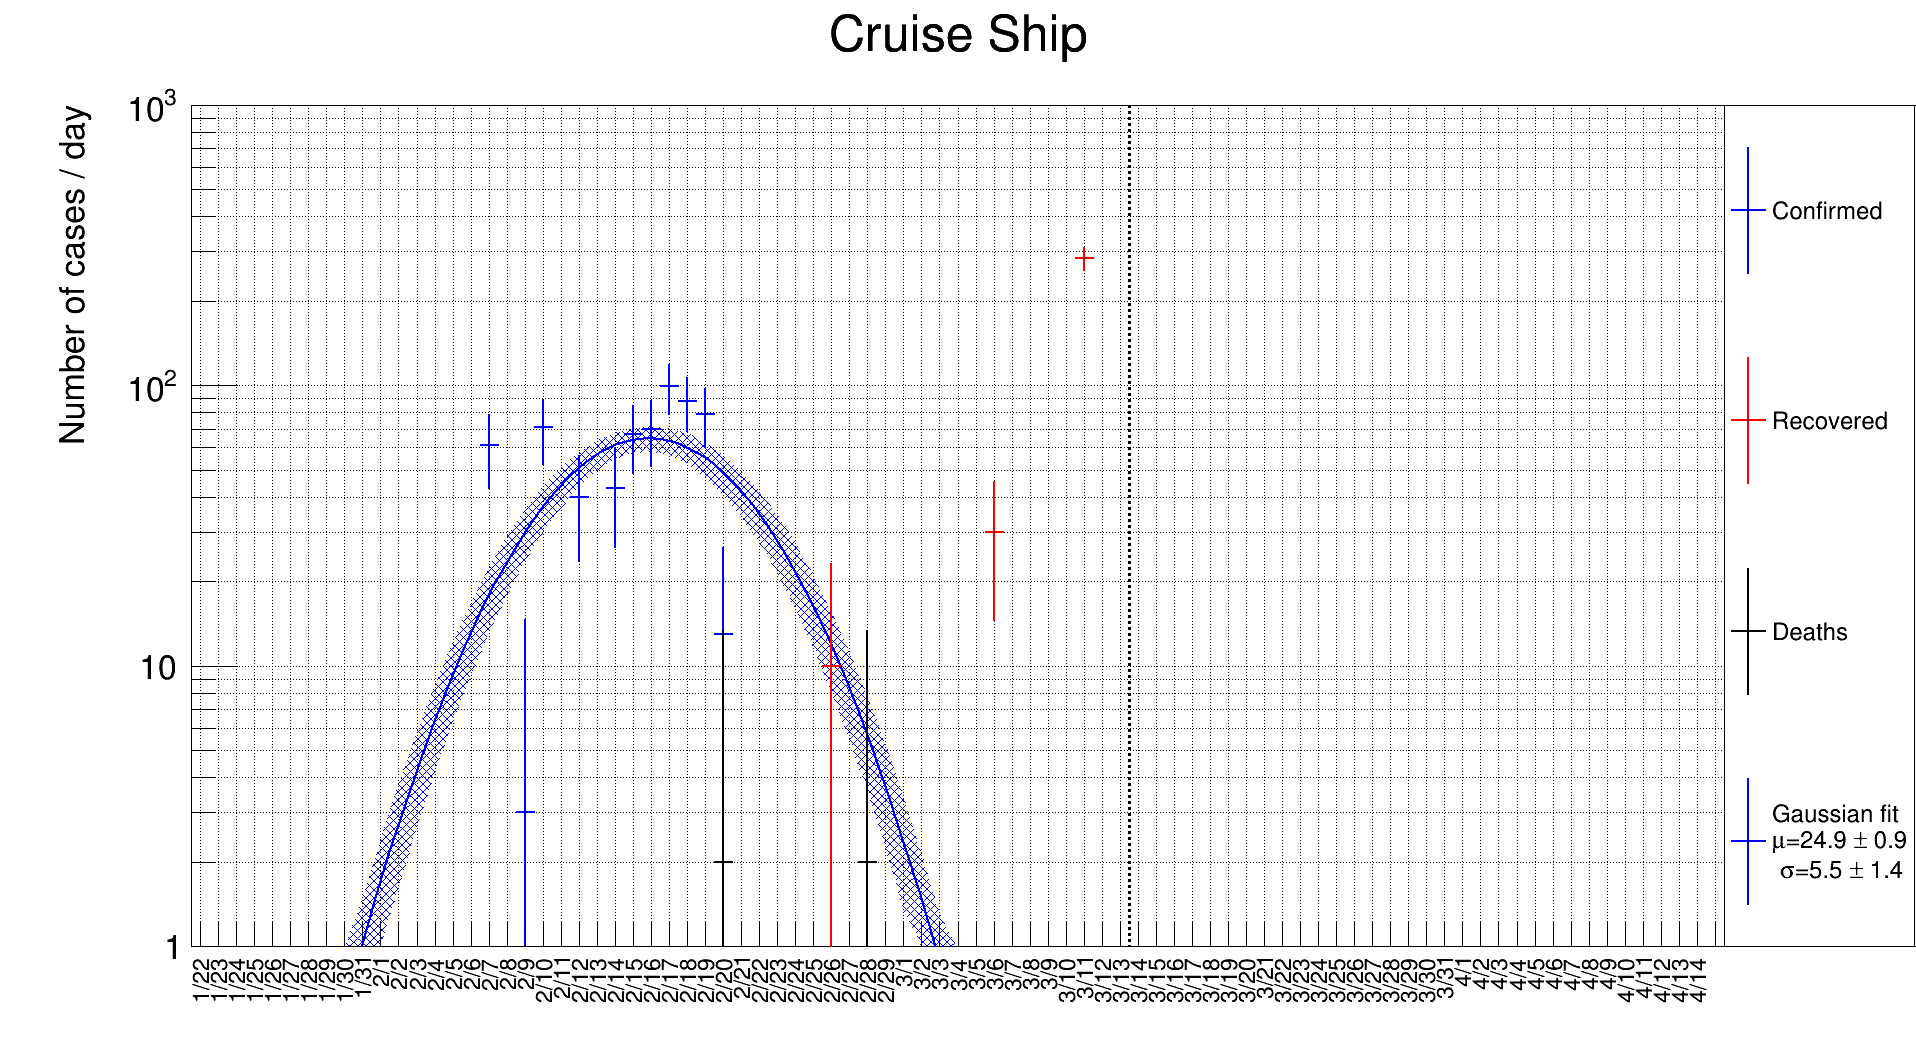 Cruise Ship
Number of cases / day
10³
10²
10
1
1/22 1/23 1/24 1/25 1/26 1/27 1/28 1/29 1/30 1/31 2/1 2/2 2/3 2/4 2/5 2/6 2/7 2/8 2/9 2/10 2/11 2/12 2/13 2/14 2/15 2/16 2/17 2/18 2/19 2/20 2/21 2/22 2/23 2/24 2/25 2/26 2/27 2/28 2/29 3/1 3/2 3/3 3/4 3/5 3/6 3/7 3/8 3/9 3/10 3/11 3/12 3/13 3/14 3/15 3/16 3/17 3/18 3/19 3/20 3/21 3/22 3/23 3/24 3/25 3/26 3/27 3/28 3/29 3/30 3/31 4/1 4/2 4/3 4/4 4/5 4/6 4/7 4/8 4/9 4/10 4/11 4/12 4/13 4/14
Confirmed
Recovered
Deaths
Gaussian fit
μ=24.9 ± 0.9
σ=5.5 ± 1.4